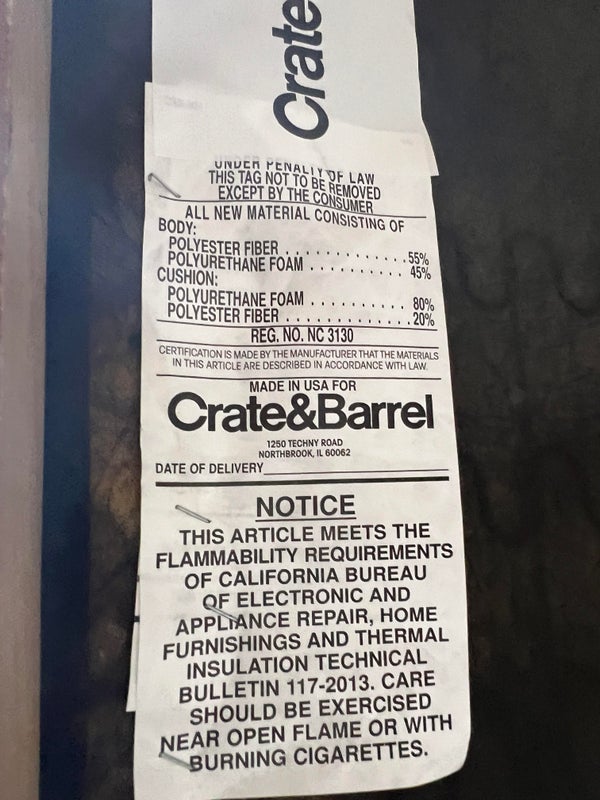 Crate
UNDER PENALTY OF LAW
THIS TAG NOT TO BE REMOVED
EXCEPT BY THE CONSUMER
ALL NEW MATERIAL CONSISTING OF
BODY:
POLYESTER FIBER . . . . . . . . . . . . . 55%
POLYURETHANE FOAM . . . . . . . . . . 45%
CUSHION:
POLYURETHANE FOAM . . . . . . . . . . 80%
POLYESTER FIBER . . . . . . . . . . . . . 20%
REG. NO. NC 3130
CERTIFICATION IS MADE BY THE MANUFACTURER THAT THE MATERIALS
IN THIS ARTICLE ARE DESCRIBED IN ACCORDANCE WITH LAW.
MADE IN USA FOR
Crate&Barrel
1250 TECHNY ROAD
NORTHBROOK, IL 60062
DATE OF DELIVERY
NOTICE
THIS ARTICLE MEETS THE
FLAMMABILITY REQUIREMENTS
OF CALIFORNIA BUREAU
OF ELECTRONIC AND
APPLIANCE REPAIR, HOME
FURNISHINGS AND THERMAL
INSULATION TECHNICAL
BULLETIN 117-2013. CARE
SHOULD BE EXERCISED
NEAR OPEN FLAME OR WITH
BURNING CIGARETTES.